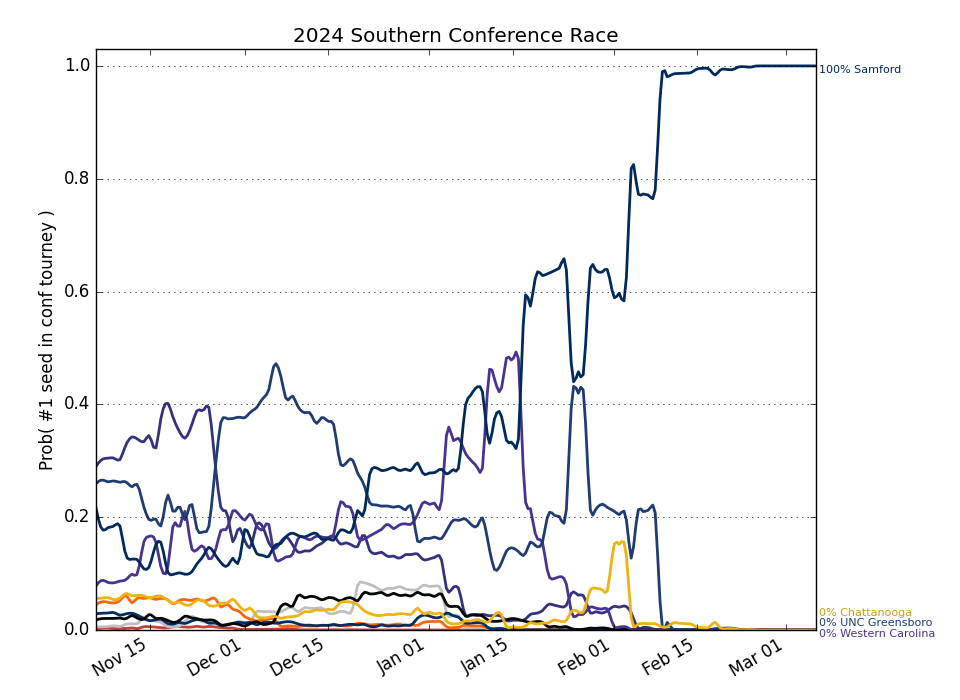 2024 Southern Conference Race
Prob( #1 seed in conf tourney )
1.0
0.8
0.6
0.4
0.2
0.0
100% Samford
0% Chattanooga
0% UNC Greensboro
0% Western Carolina
Nov 15
Dec 01
Dec 15
Jan 01
Jan 15
Feb 01
Feb 15
Mar 01